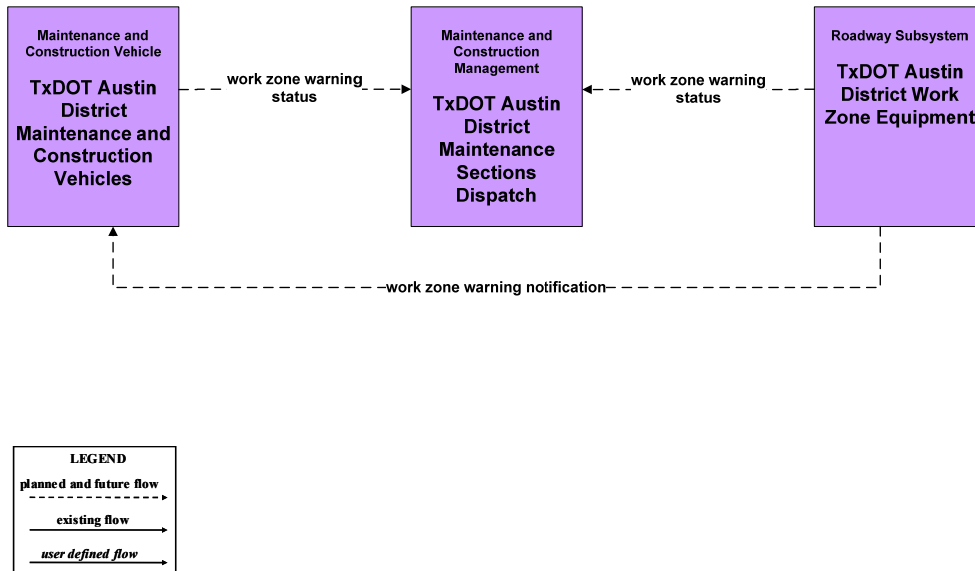 Maintenance and
Construction Vehicle
TxDOT Austin
District
Maintenance and
Construction
Vehicles
work zone warning
status
Maintenance and
Construction
Management
TxDOT Austin
District
Maintenance
Sections
Dispatch
work zone warning
status
Roadway Subsystem
TxDOT Austin
District Work
Zone Equipment
work zone warning notification
LEGEND
planned and future flow
existing flow
user defined flow